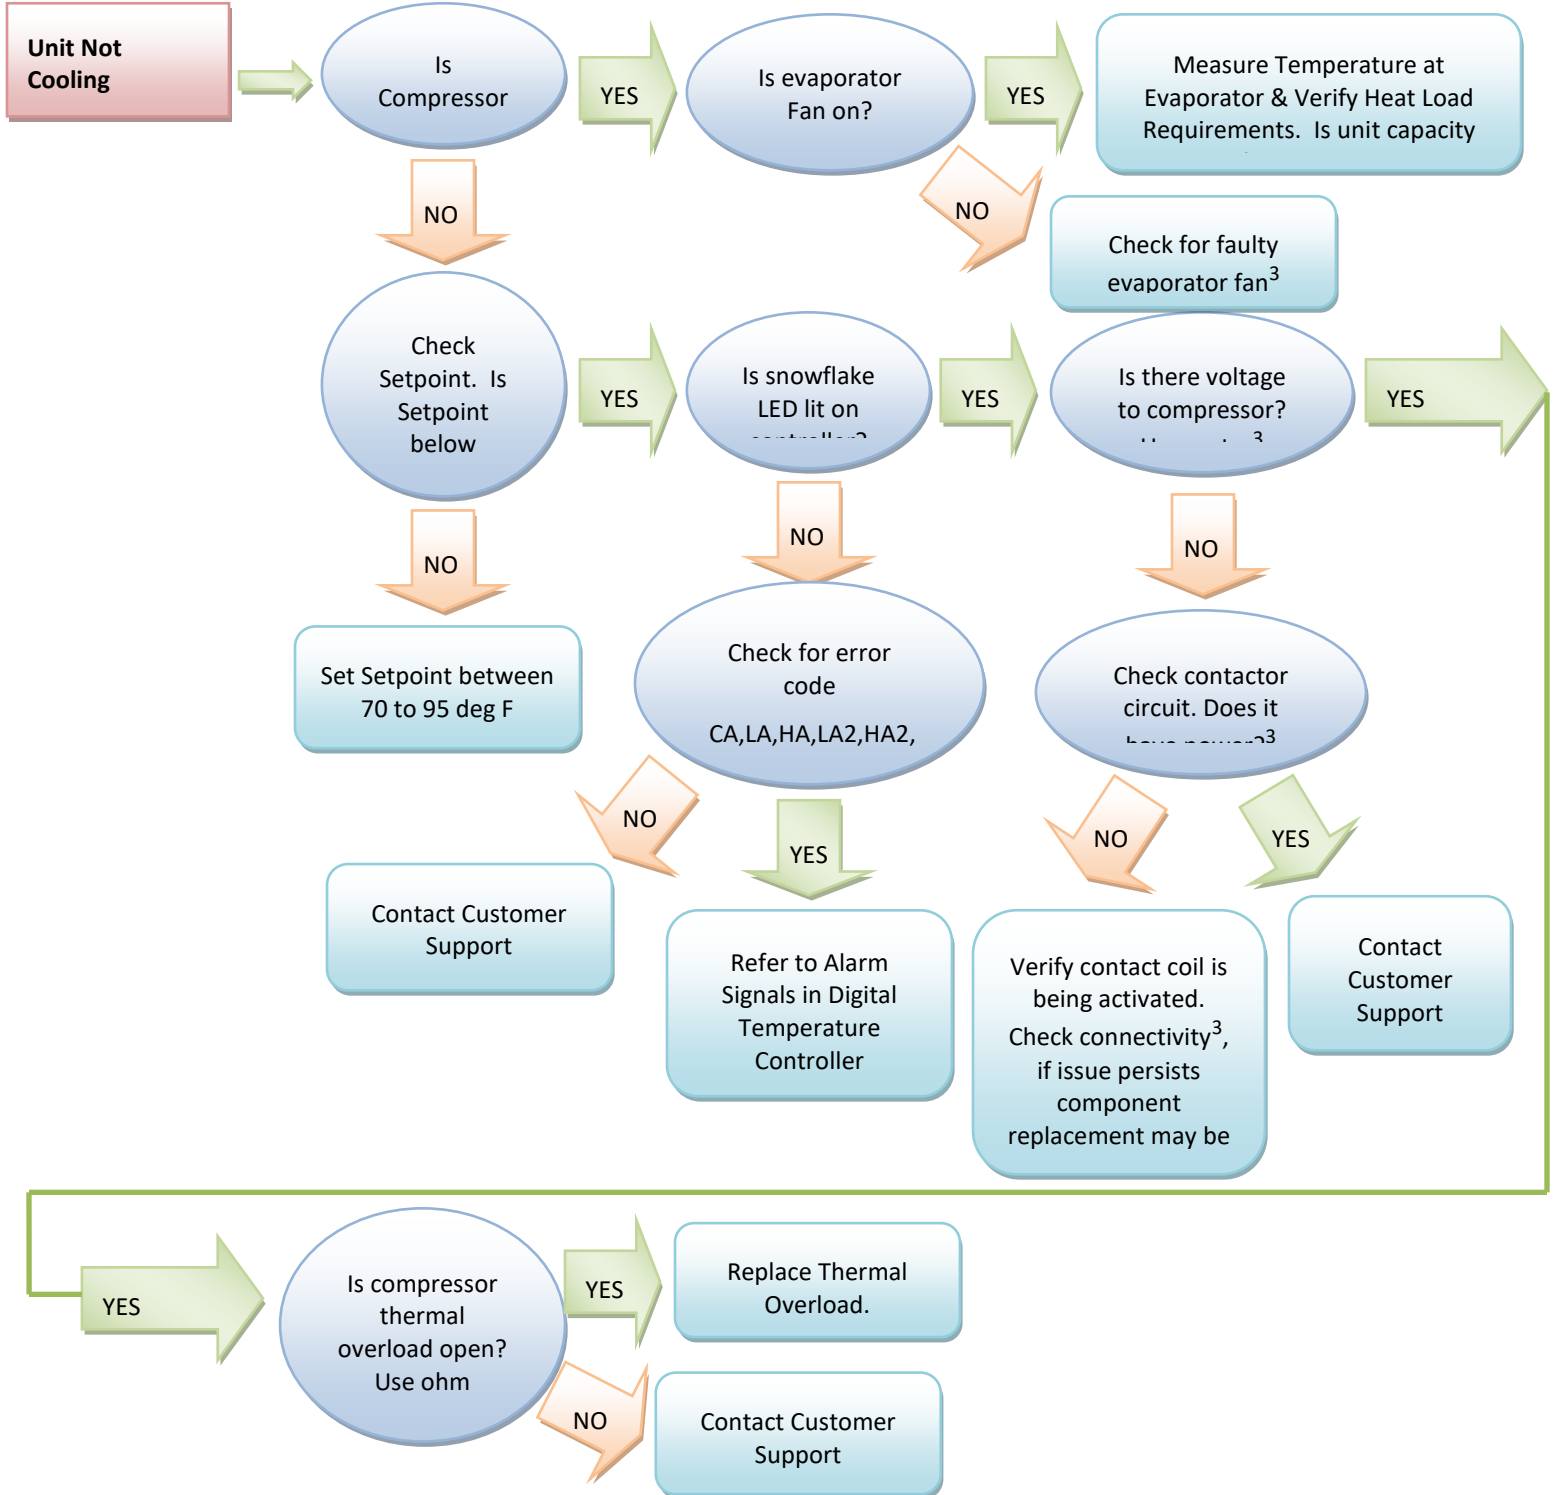 Unit Not
Cooling
Is
Compressor
YES
Is evaporator
Fan on?
YES
Measure Temperature at
Evaporator & Verify Heat Load
Requirements. Is unit capacity
NO
NO
Check for faulty
evaporator fan3
Check
Setpoint. Is
Setpoint
below
YES
Is snowflake
LED lit on
controller?
YES
Is there voltage
to compressor?
3
YES
NO
NO
NO
Set Setpoint between
70 to 95 deg F
Check for error
code
CA,LA,HA,LA2,HA2,
Check contactor
circuit. Does it
have power?3
NO
YES
NO
YES
Contact Customer
Support
Refer to Alarm
Signals in Digital
Temperature
Controller
Verify contact coil is
being activated.
Check connectivity3,
if issue persists
component
replacement may be
Contact
Customer
Support
YES
Is compressor
thermal
overload open?
Use ohm
YES
Replace Thermal
Overload.
NO
Contact Customer
Support